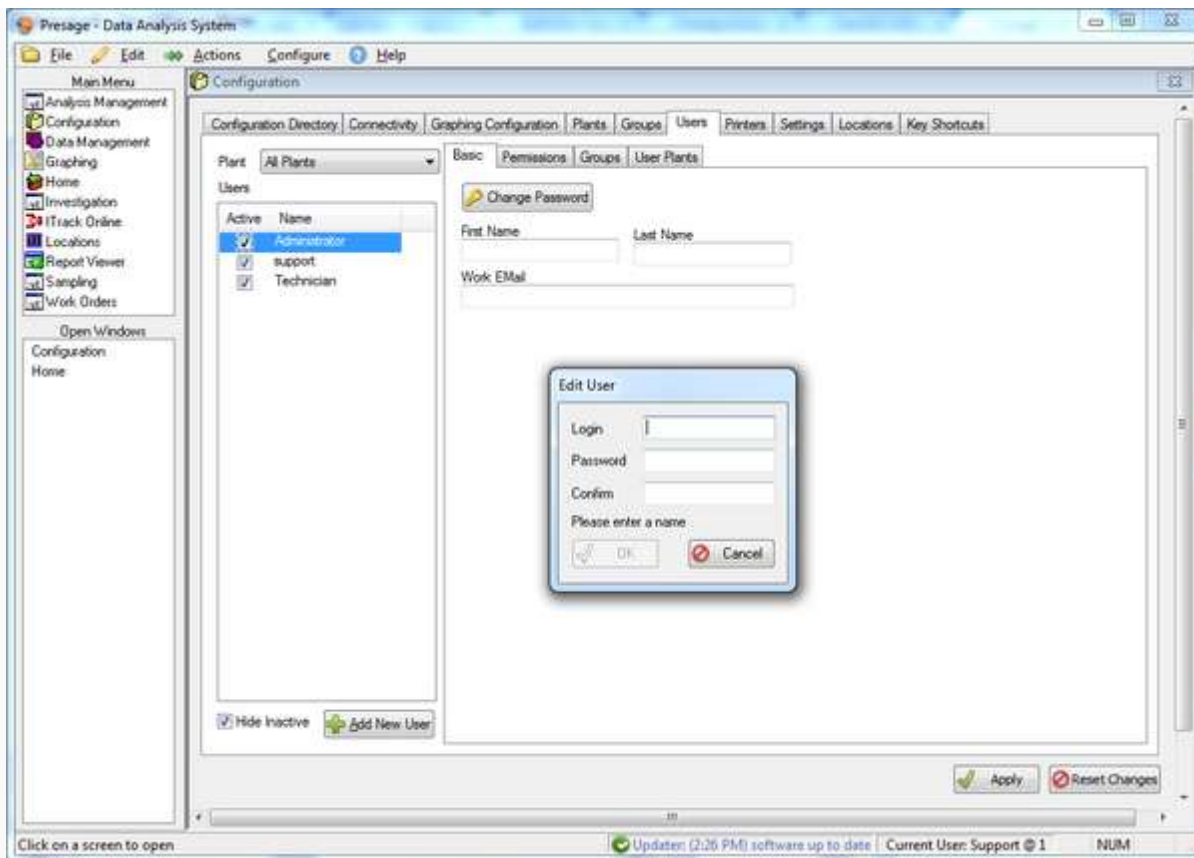 Presage - Data Analysis System
File Edit Actions Configure Help
Main Menu
Analysis Management
Configuration
Data Management
Graphing
Home
Investigation
ITrack Online
Locations
Report Viewer
Sampling
Work Orders
Open Windows
Configuration
Home
Configuration
Configuration Directory Connectivity Graphing Configuration Plants Groups Users Printers Settings Locations Key Shortcuts
Plant All Plants
Users
Active Name
Administrator
support
Technician
Hide Inactive Add New User
Basic Permissions Groups User Plants
Change Password
First Name Last Name
Work EMail
Edit User
Login
Password
Confirm
Please enter a name
OK Cancel
Apply Reset Changes
Click on a screen to open Updater: (2:26 PM) software up to date Current User: Support @ 1 NUM